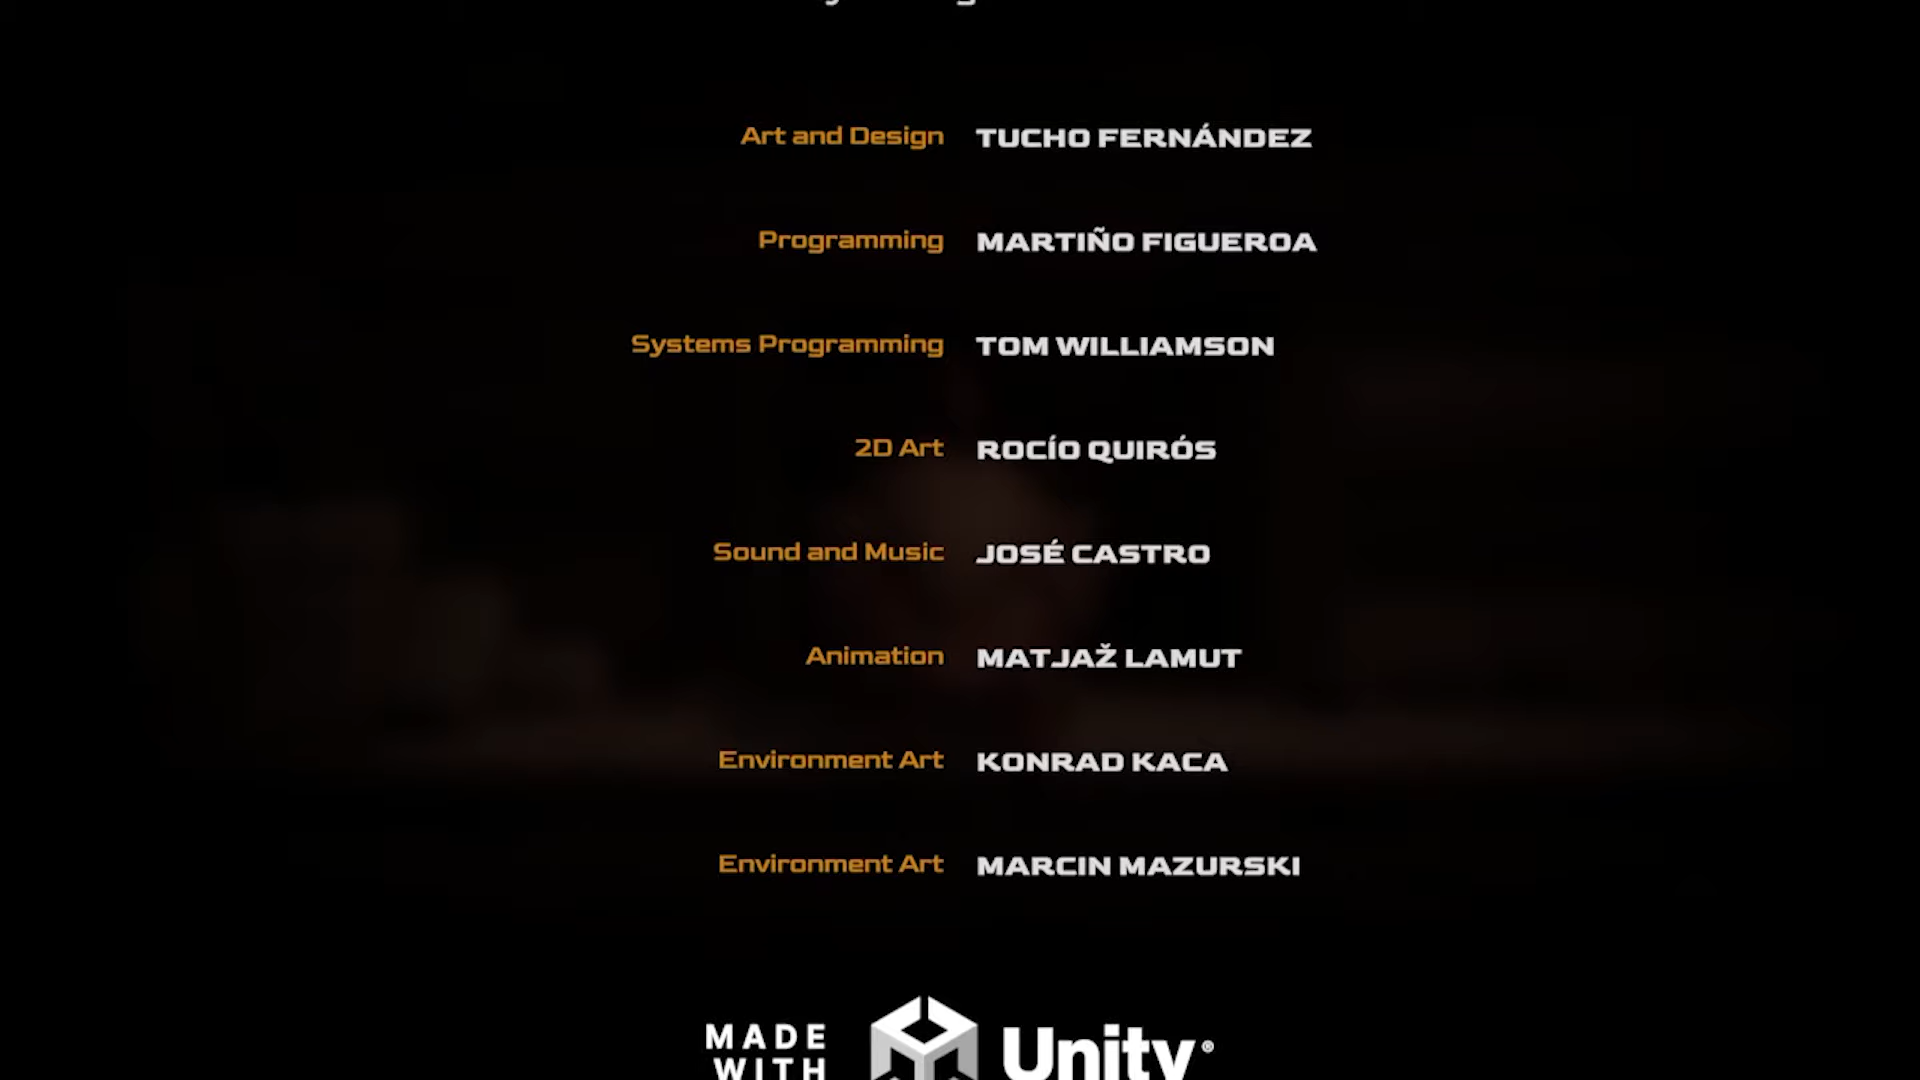 Art and Design TUCHO FERNÁNDEZ
Programming MARTIÑO FIGUEROA
Systems Programming TOM WILLIAMSON
2D Art ROCÍO QUIRÓS
Sound and Music JOSÉ CASTRO
Animation MATJAŽ LAMUT
Environment Art KONRAD KACA
Environment Art MARCIN MAZURSKI
MADE WITH Unity®